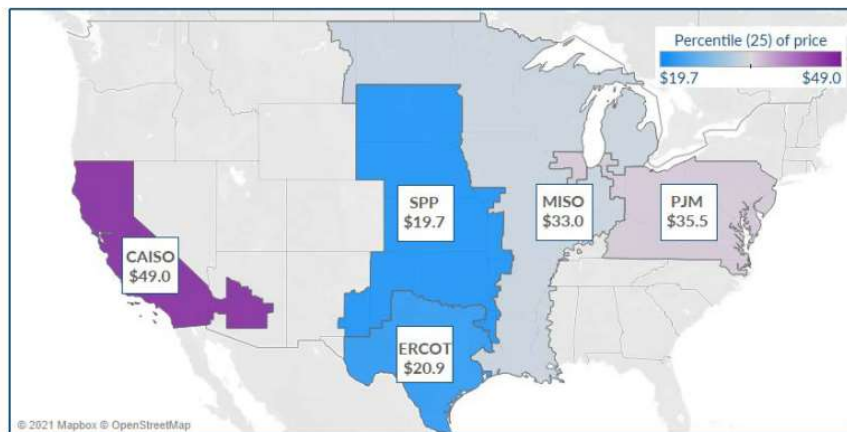 Percentile (25) of price
$19.7 $49.0
SPP
$19.7
MISO
$33.0
PJM
$35.5
CAISO
$49.0
ERCOT
$20.9
© 2021 Mapbox © OpenStreetMap